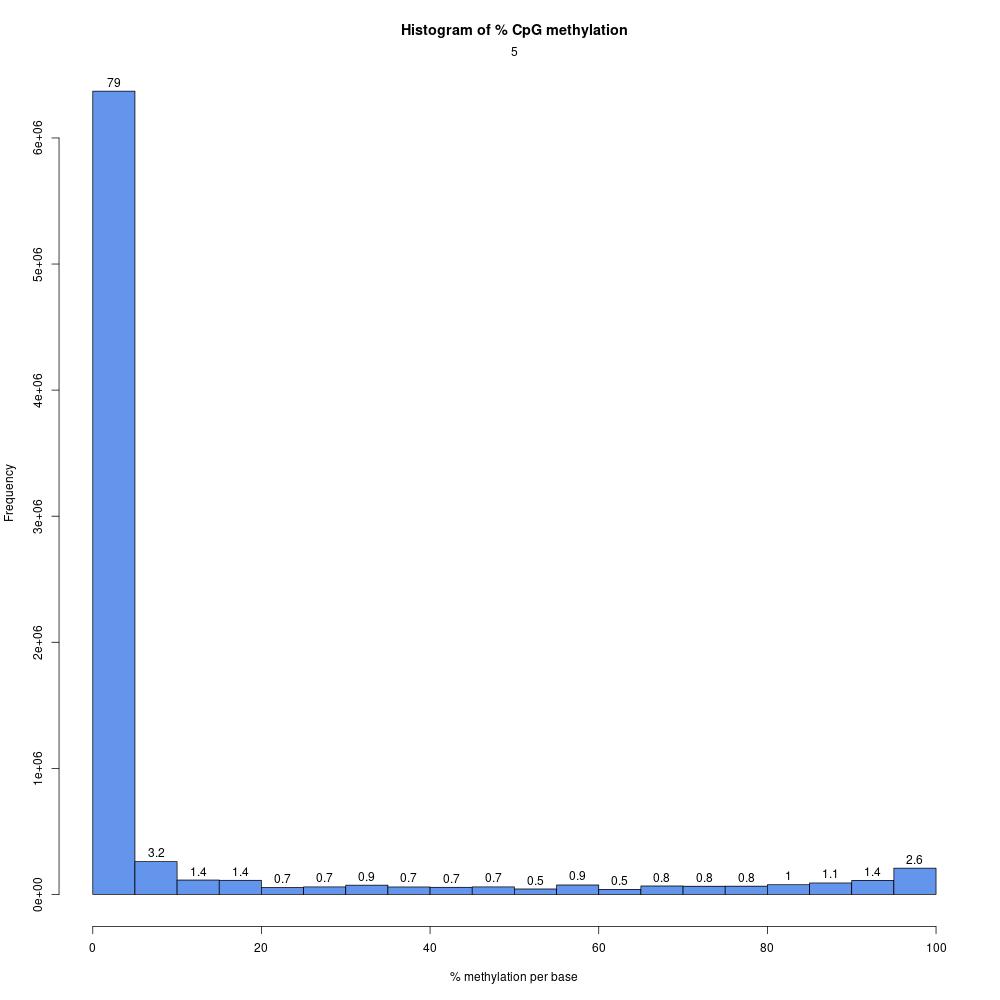 Histogram of % CpG methylation
5
79
3.2
1.4
1.4
0.7
0.7
0.9
0.7
0.7
0.7
0.5
0.9
0.5
0.8
0.8
0.8
1
1.1
1.4
2.6
6e+06
5e+06
4e+06
3e+06
2e+06
1e+06
0e+00
Frequency
0 20 40 60 80 100
% methylation per base